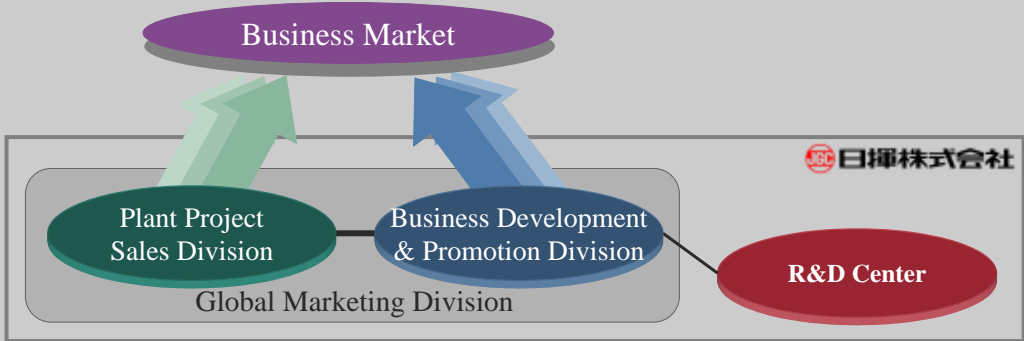 Business Market
JGC 日揮株式会社
Plant Project
Sales Division
Business Development
& Promotion Division
R&D Center
Global Marketing Division